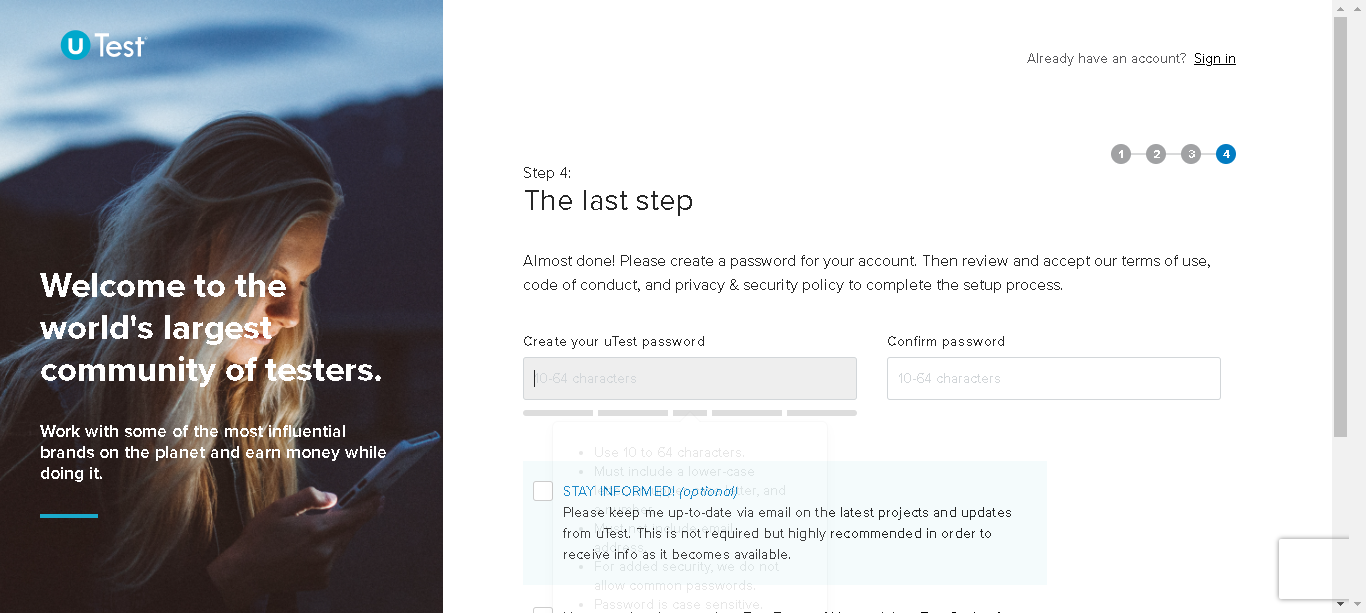 U Test
Already have an account? Sign in
1 2 3 4
Step 4:
The last step
Almost done! Please create a password for your account. Then review and accept our terms of use,
code of conduct, and privacy & security policy to complete the setup process.
Create your uTest password
Confirm password
10-64 characters
10-64 characters
Use 10 to 64 characters.
Must include a lower-case
and
Must not include email
For added security, we do not
allow common passwords.
Password is case sensitive.
STAY INFORMED! (optional)
Please keep me up-to-date via email on the latest projects and updates
from uTest. This is not required but highly recommended in order to
receive info as it becomes available.
Welcome to the
world's largest
community of testers.
Work with some of the most influential
brands on the planet and earn money while
doing it.